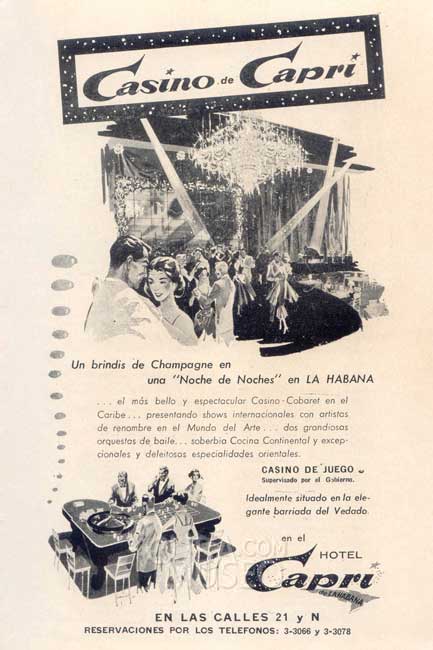 Casino de Capri
Un brindis de Champagne en
una "Noche de Noches" en LA HABANA
... el más bello y espectacular Casino-Cabaret en el
Caribe... presentando shows internacionales con artistas
de renombre en el Mundo del Arte... dos grandiosas
orquestas de baile... soberbia Cocina Continental y excep-
cionales y deleitosos especialidades orientales.
CASINO DE JUEGO
Supervisado por el Gobierno.
Idealmente situado en la ele-
gante barriada del Vedado.
en el
HOTEL
Capri
de LA HABANA
EN LAS CALLES 21 y N
RESERVACIONES POR LOS TELEFONOS: 3-3066 y 3-3078